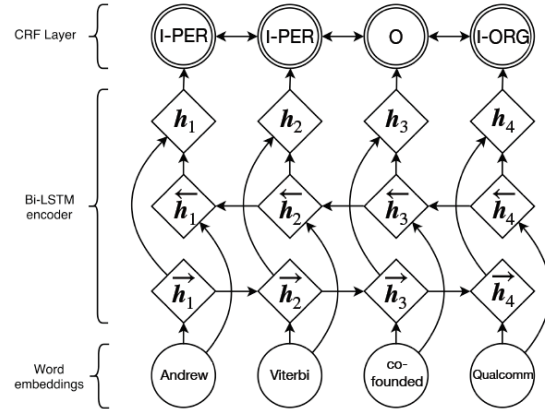 CRF Layer
I-PER I-PER O I-ORG
Bi-LSTM
encoder
h₁ h₂ h₃ h₄
←h₁ ←h₂ ←h₃ ←h₄
→h₁ →h₂ →h₃ →h₄
Word
embeddings
Andrew Viterbi co-
founded Qualcomm